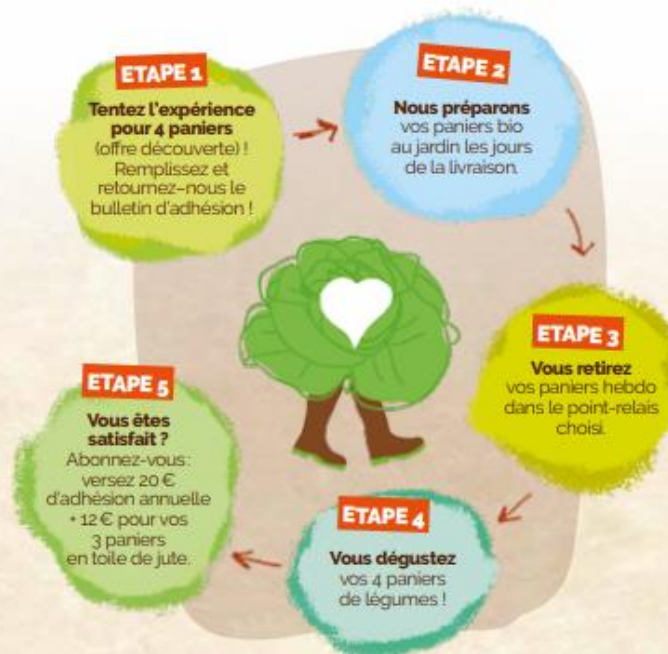 ETAPE 1
Tentez l'expérience
pour 4 paniers
(offre découverte) !
Remplissez et
retournez-nous le
bulletin d'adhésion !
ETAPE 2
Nous préparons
vos paniers bio
au jardin les jours
de la livraison.
ETAPE 3
Vous retirez
vos paniers hebdo
dans le point-relais
choisi.
ETAPE 4
Vous dégustez
vos 4 paniers
de légumes !
ETAPE 5
Vous êtes
satisfait ?
Abonnez-vous :
versez 20 €
d'adhésion annuelle
+ 12 € pour vos
3 paniers
en toile de jute.